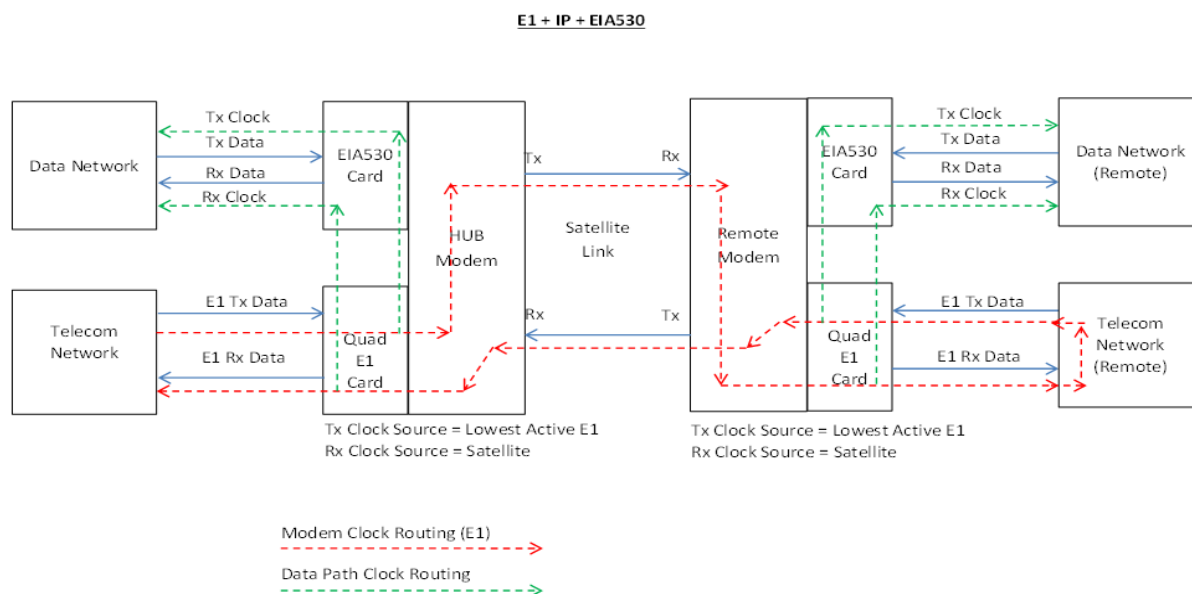 E1 + IP + EIA530
Tx Clock
Tx Data
Rx Data
Rx Clock
Data Network
EIA530
Card
HUB
Modem
Tx
Rx
Satellite
Link
Rx
Tx
Remote
Modem
EIA530
Card
Tx Clock
Tx Data
Rx Data
Rx Clock
Data Network
(Remote)
Telecom
Network
E1 Tx Data
E1 Rx Data
Quad
E1
Card
Quad
E1
Card
E1 Tx Data
E1 Rx Data
Telecom
Network
(Remote)
Tx Clock Source = Lowest Active E1
Rx Clock Source = Satellite
Tx Clock Source = Lowest Active E1
Rx Clock Source = Satellite
Modem Clock Routing (E1)
Data Path Clock Routing